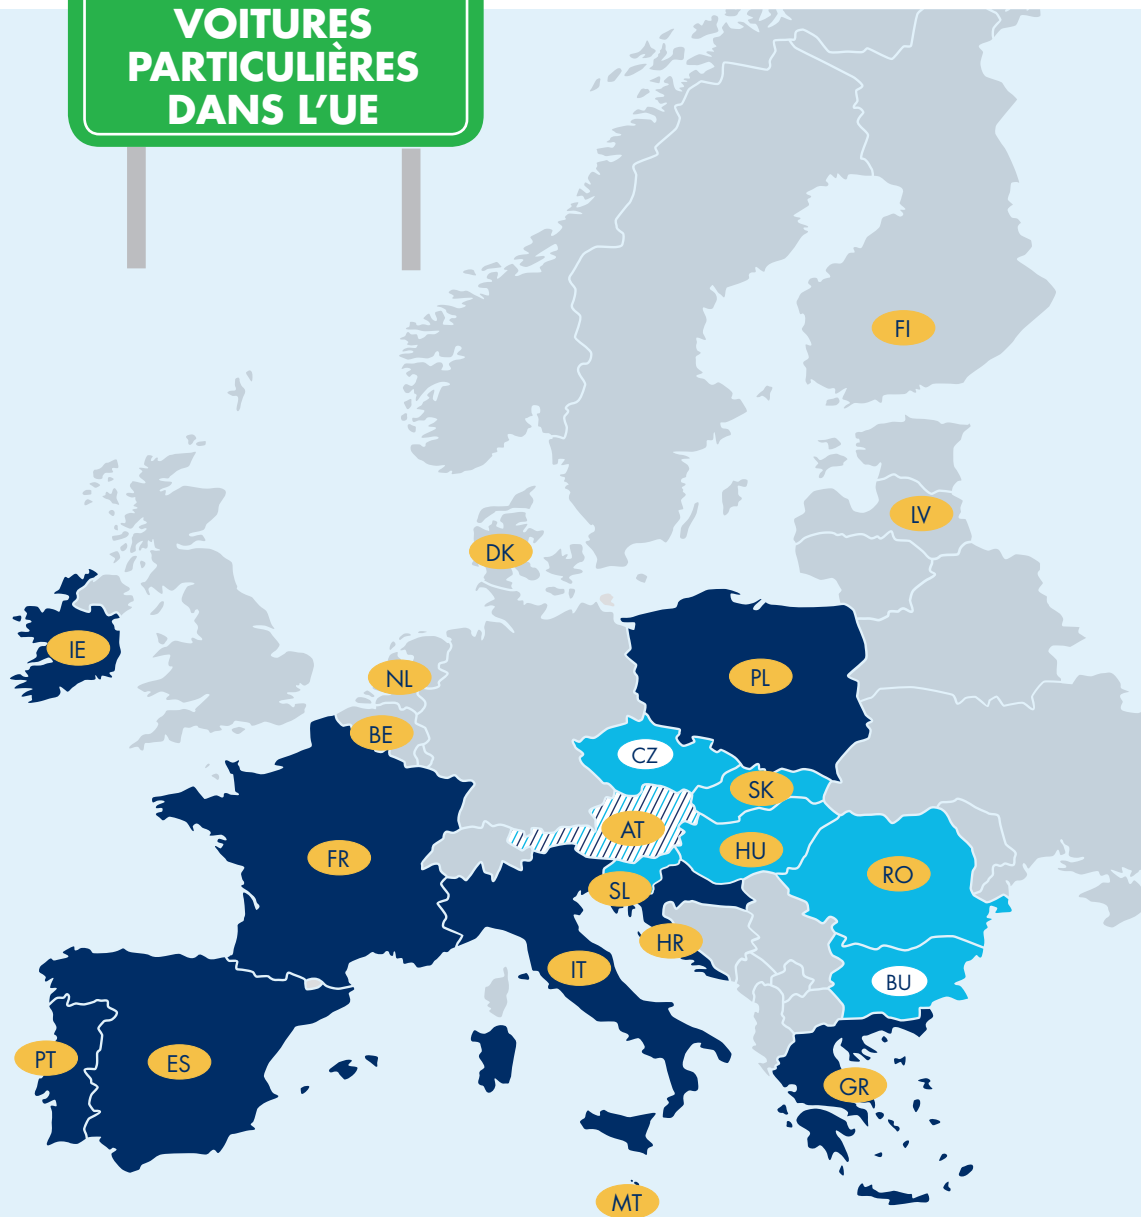 VOITURES
PARTICULIÈRES
DANS L'UE
FI
LV
DK
IE
NL
PL
BE
CZ
SK
AT
HU
FR
RO
SL
HR
IT
BU
PT
ES
GR
MT